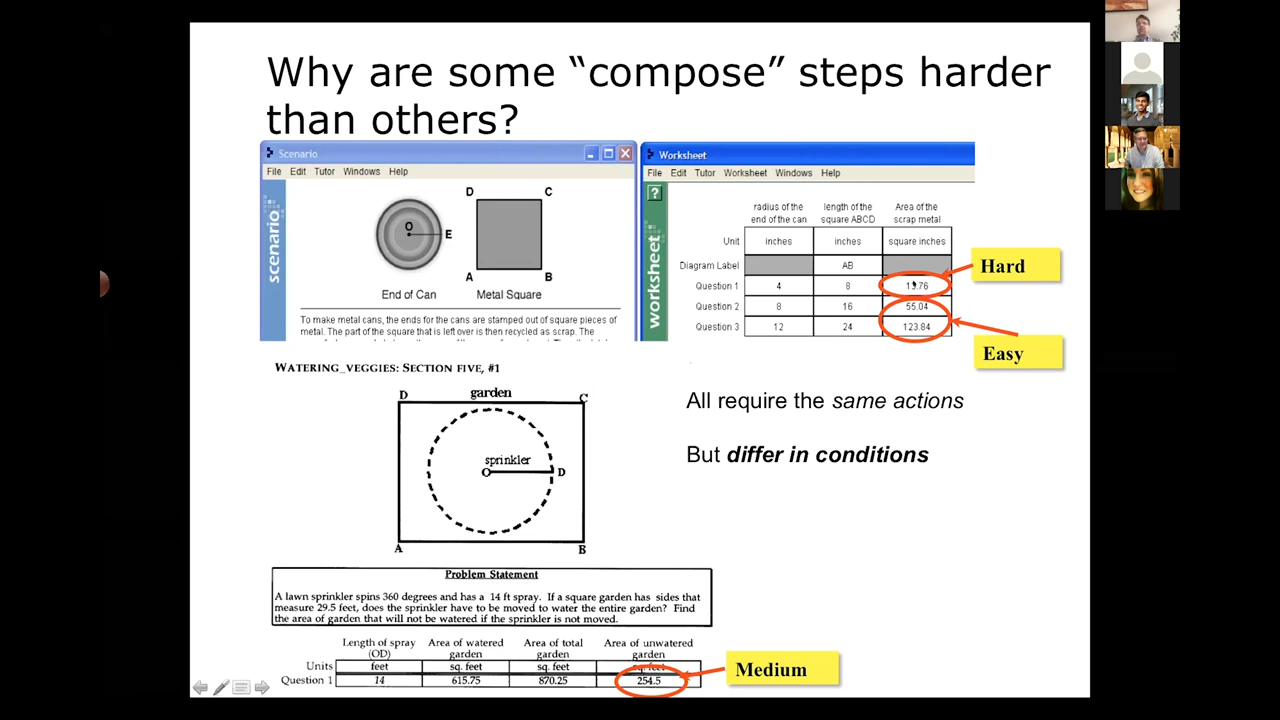 Why are some “compose” steps harder
than others?
Scenario
File Edit Tutor Windows Help
scenario
D C
O E
A B
End of Can Metal Square
To make metal cans, the ends for the cans are stamped out of square pieces of
metal. The part of the square that is left over is then recycled as scrap. The
Worksheet
File Edit Tutor Worksheet Windows Help
?
worksheet
radius of the length of the Area of the
end of the can square ABCD scrap metal
Unit inches inches square inches
Diagram Label AB
Question 1 4 8
Question 2 8 16 55.04
Question 3 12 24 123.84
Hard
Easy
All require the same actions
But differ in conditions
WATERING_VEGGIES: SECTION FIVE, #1
D garden C
sprinkler
O D
A B
Problem Statement
A lawn sprinkler spins 360 degrees and has a 14 ft spray. If a square garden has sides that
measure 29.5 feet, does the sprinkler have to be moved to water the entire garden? Find
the area of garden that will not be watered if the sprinkler is not moved.
Length of spray Area of watered Area of total Area of unwatered
(OD) garden garden garden
Units feet sq. feet sq. feet sq. feet
Question 1 14 615.75 870.25 254.5
Medium